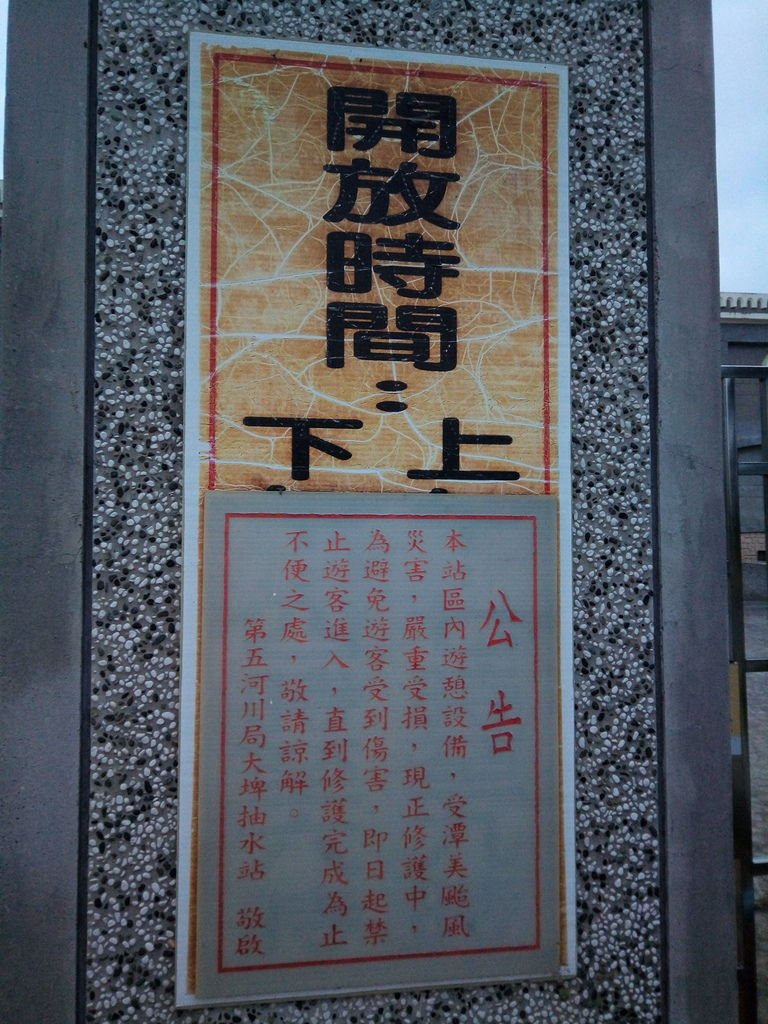 開放時間：
上
下
公告
本站區內遊憩設備，受潭美颱風
災害，嚴重受損，現正修護中，
為避免遊客受到傷害，即日起禁
止遊客進入，直到修護完成為止
不便之處，敬請諒解。
第五河川局大埤抽水站 敬啟